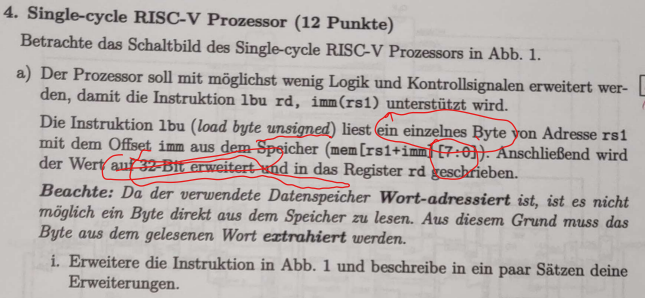 4. Single-cycle RISC-V Prozessor (12 Punkte)
Betrachte das Schaltbild des Single-cycle RISC-V Prozessors in Abb. 1.
a) Der Prozessor soll mit möglichst wenig Logik und Kontrollsignalen erweitert wer-
den, damit die Instruktion lbu rd, imm(rs1) unterstützt wird.
Die Instruktion lbu (load byte unsigned) liest ein einzelnes Byte von Adresse rs1
mit dem Offset imm aus dem Speicher (mem[rs1+imm][7:0]). Anschließend wird
der Wert auf 32-Bit erweitert und in das Register rd geschrieben.
Beachte: Da der verwendete Datenspeicher Wort-adressiert ist, ist es nicht
möglich ein Byte direkt aus dem Speicher zu lesen. Aus diesem Grund muss das
Byte aus dem gelesenen Wort extrahiert werden.
i. Erweitere die Instruktion in Abb. 1 und beschreibe in ein paar Sätzen deine
Erweiterungen.